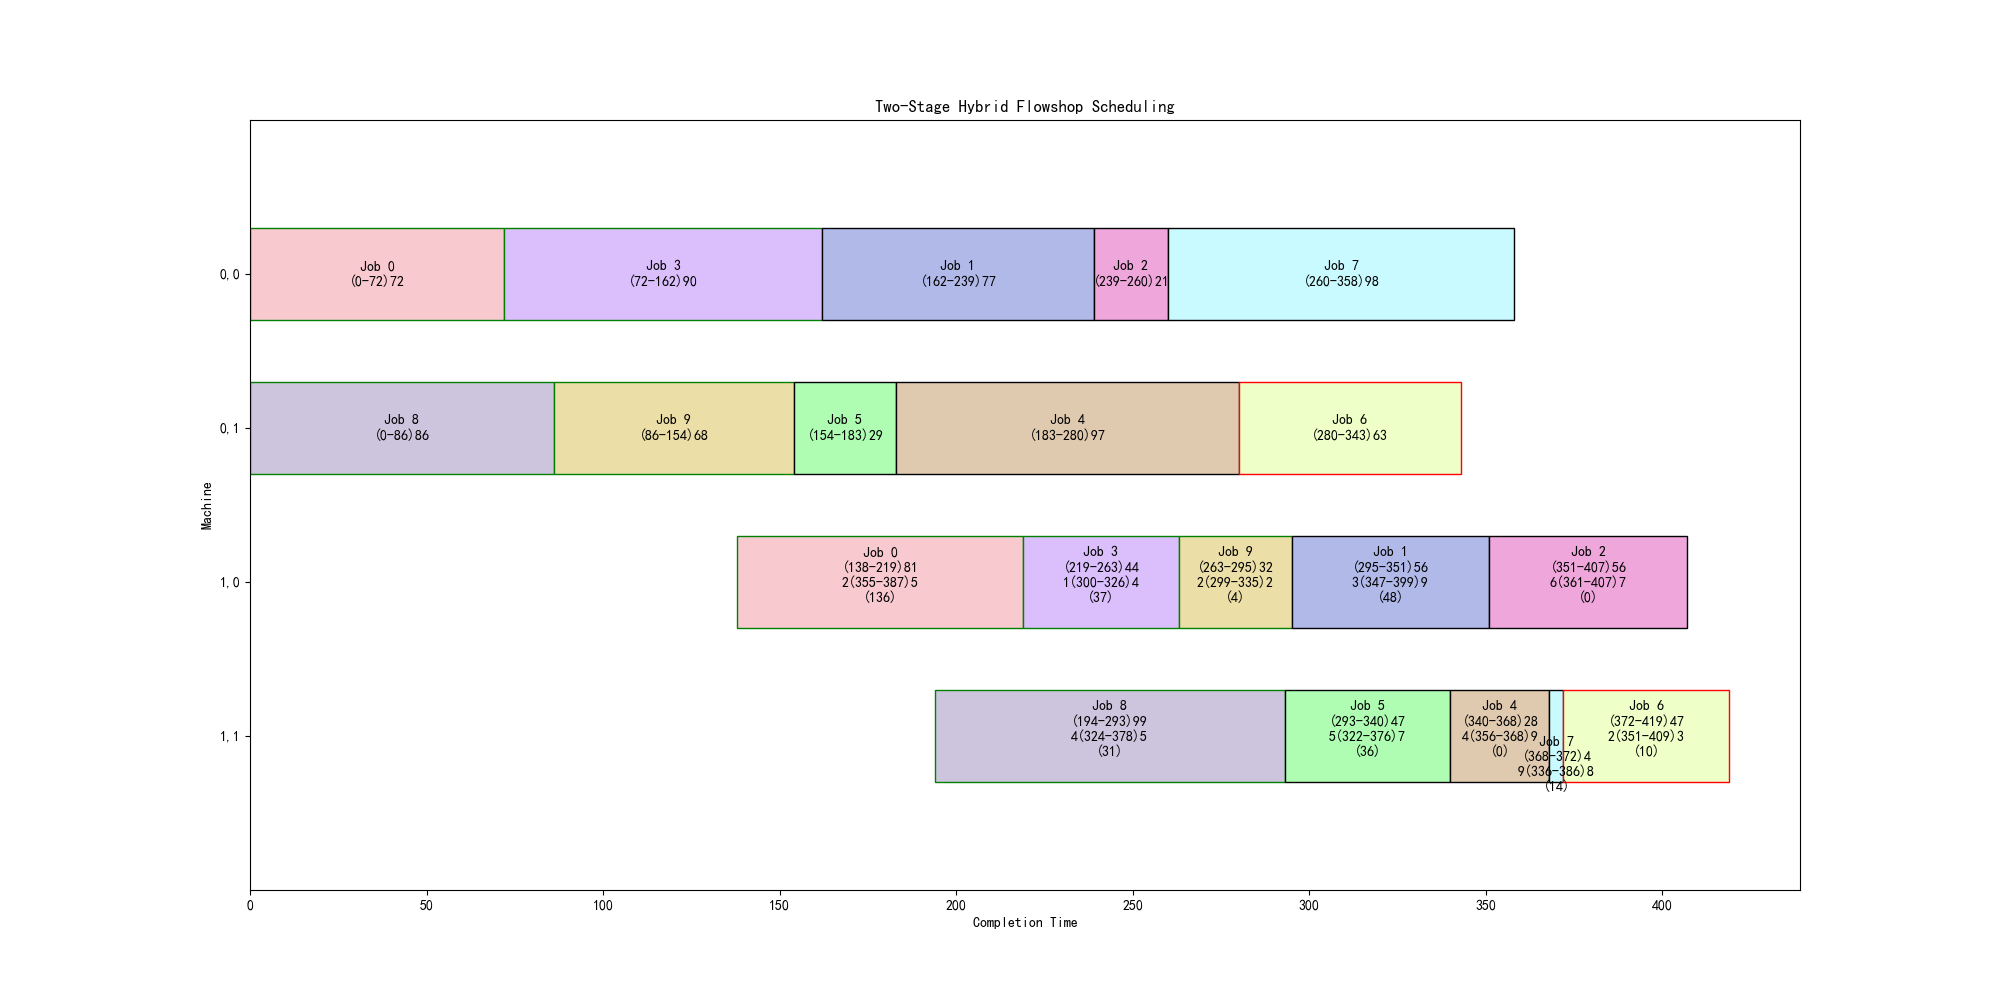 Two-Stage Hybrid Flowshop Scheduling
Machine
0,0
Job 0
(0-72)72
Job 3
(72-162)90
Job 1
(162-239)77
Job 2
(239-260)21
Job 7
(260-358)98
0,1
Job 8
(0-86)86
Job 9
(86-154)68
Job 5
(154-183)29
Job 4
(183-280)97
Job 6
(280-343)63
1,0
Job 0
(138-219)81
2(355-387)5
(136)
Job 3
(219-263)44
1(300-326)4
(37)
Job 9
(263-295)32
2(299-335)2
(4)
Job 1
(295-351)56
3(347-399)9
(48)
Job 2
(351-407)56
6(361-407)7
(0)
1,1
Job 8
(194-293)99
4(324-378)5
(31)
Job 5
(293-340)47
5(322-376)7
(36)
Job 4
(340-368)28
4(356-368)9
(0)
Job 7
(368-372)4
9(336-386)8
(14)
Job 6
(372-419)47
2(351-409)3
(10)
0
50
100
150
200
250
300
350
400
Completion Time